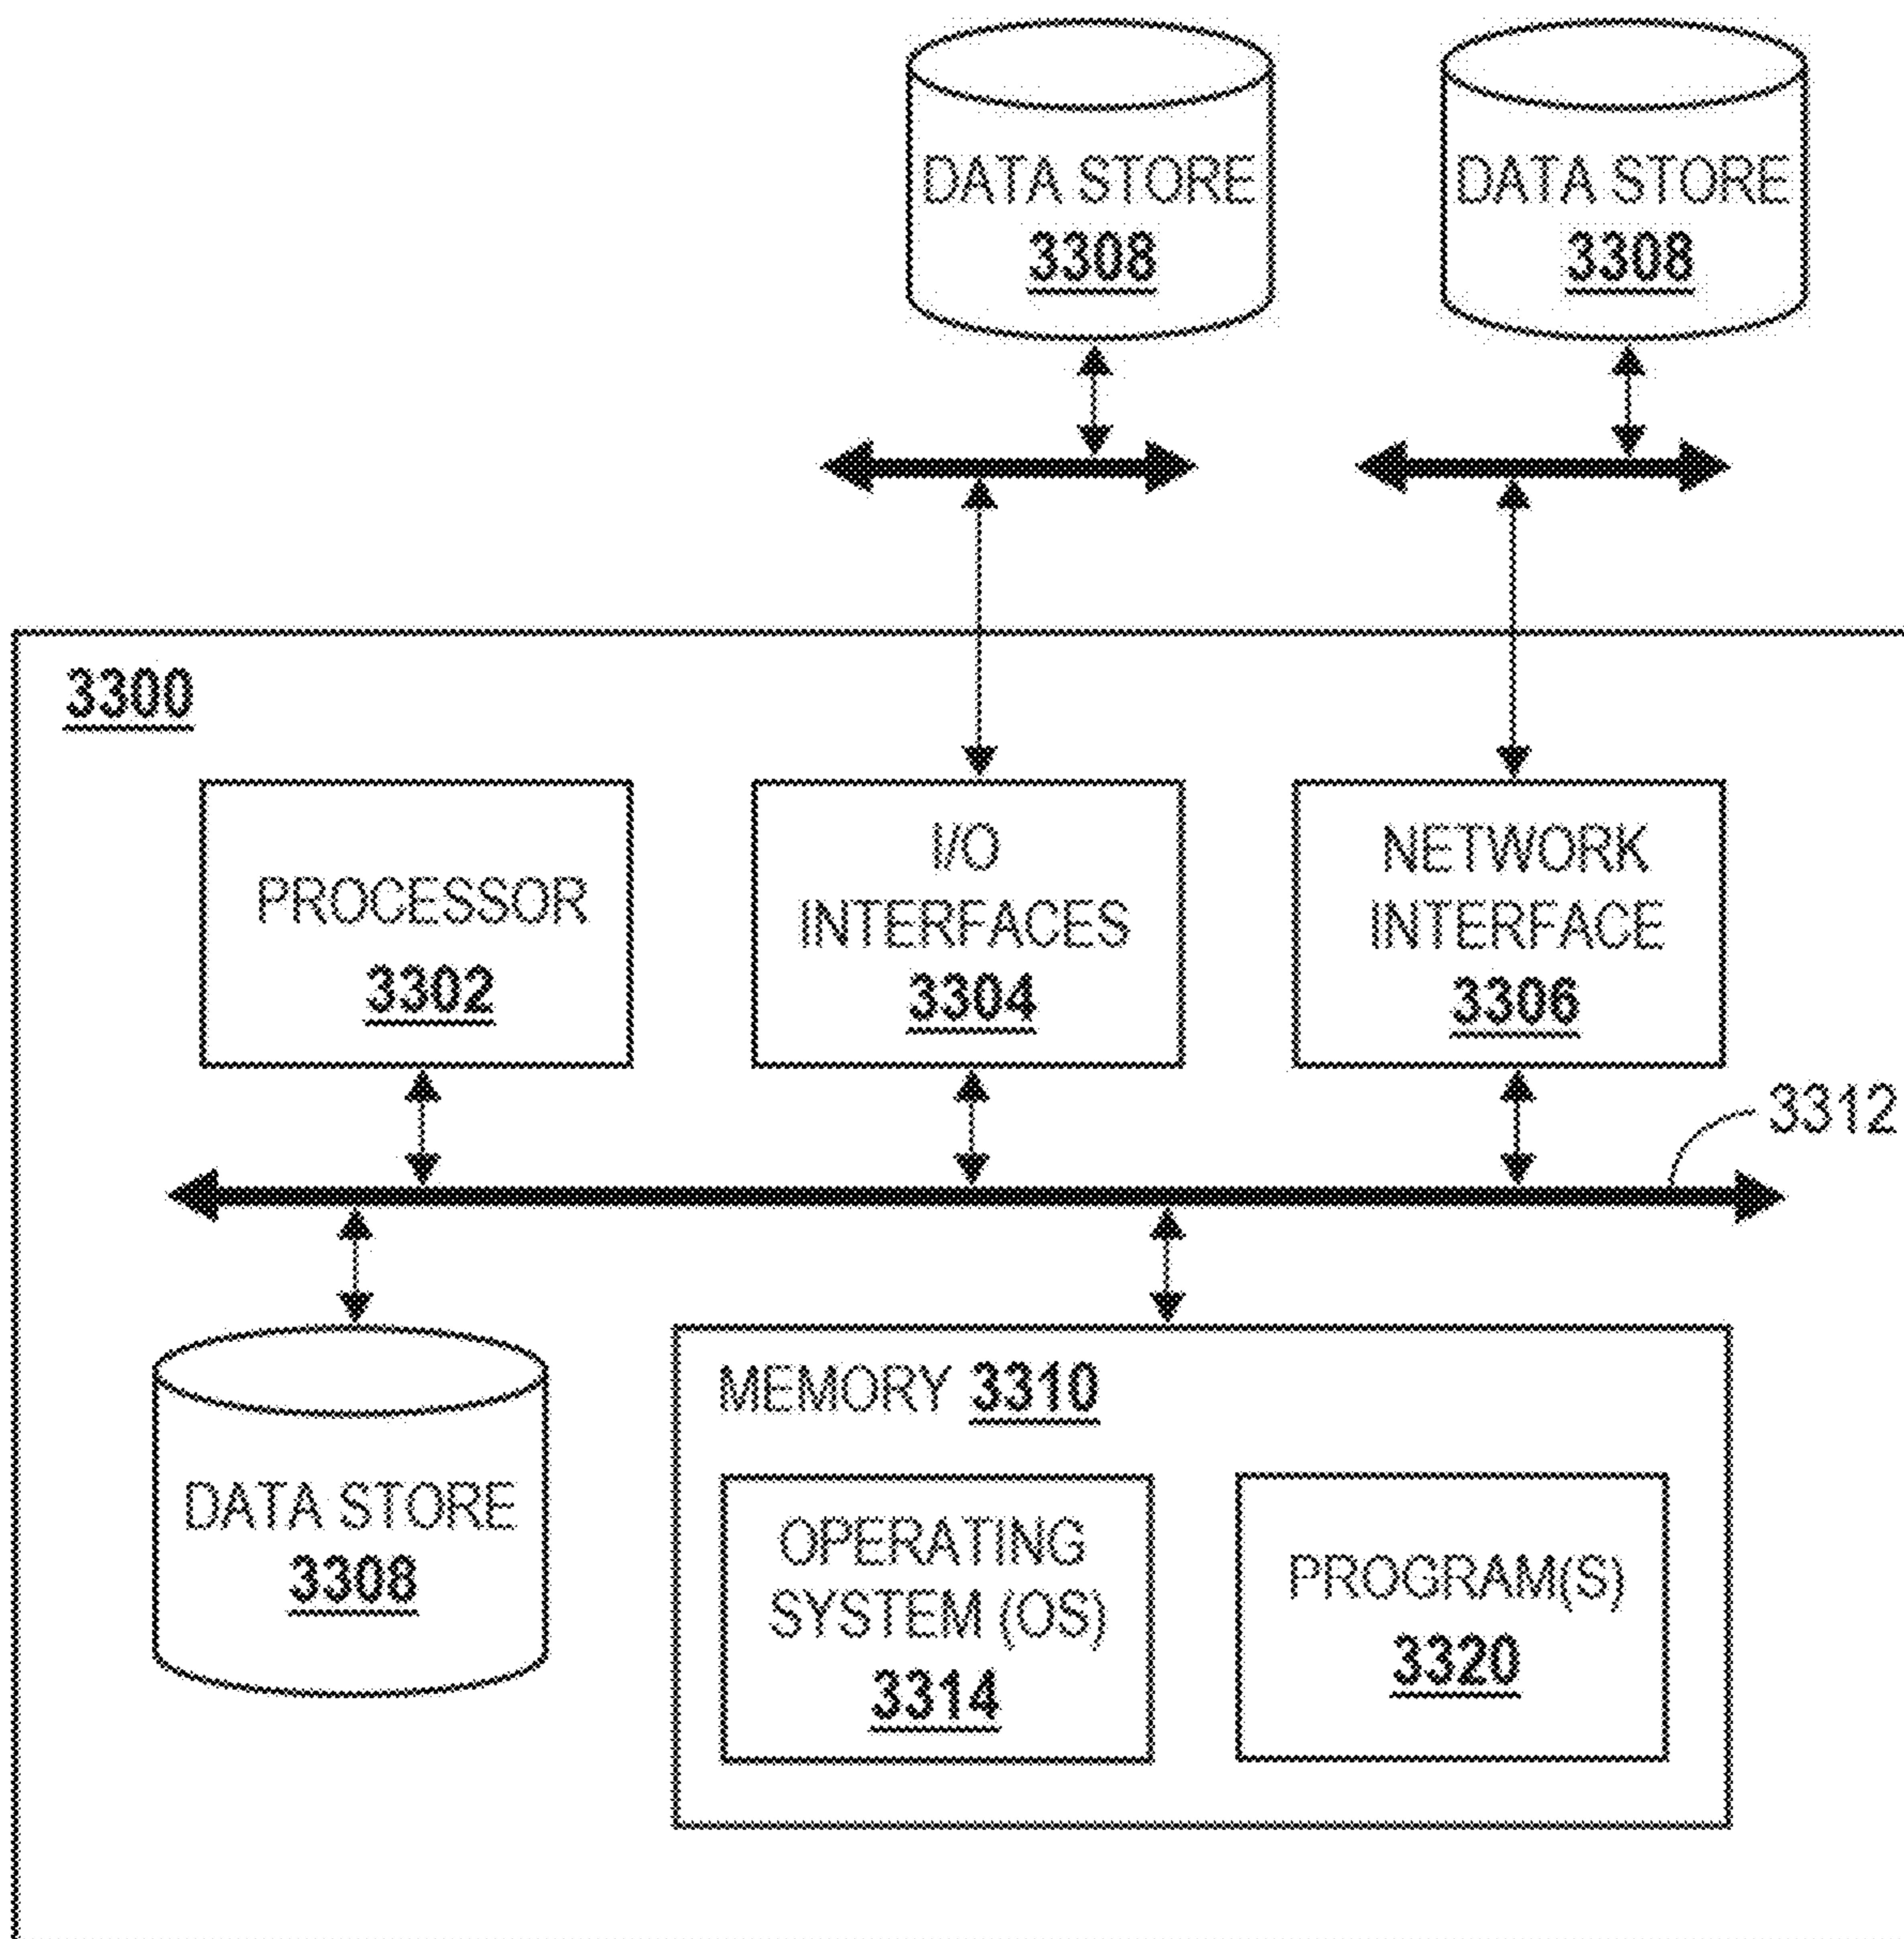 DATA STORE
3308
DATA STORE
3308
3300
PROCESSOR
3302
I/O
INTERFACES
3304
NETWORK
INTERFACE
3306
3312
DATA STORE
3308
MEMORY 3310
OPERATING
SYSTEM (OS)
3314
PROGRAM(S)
3320